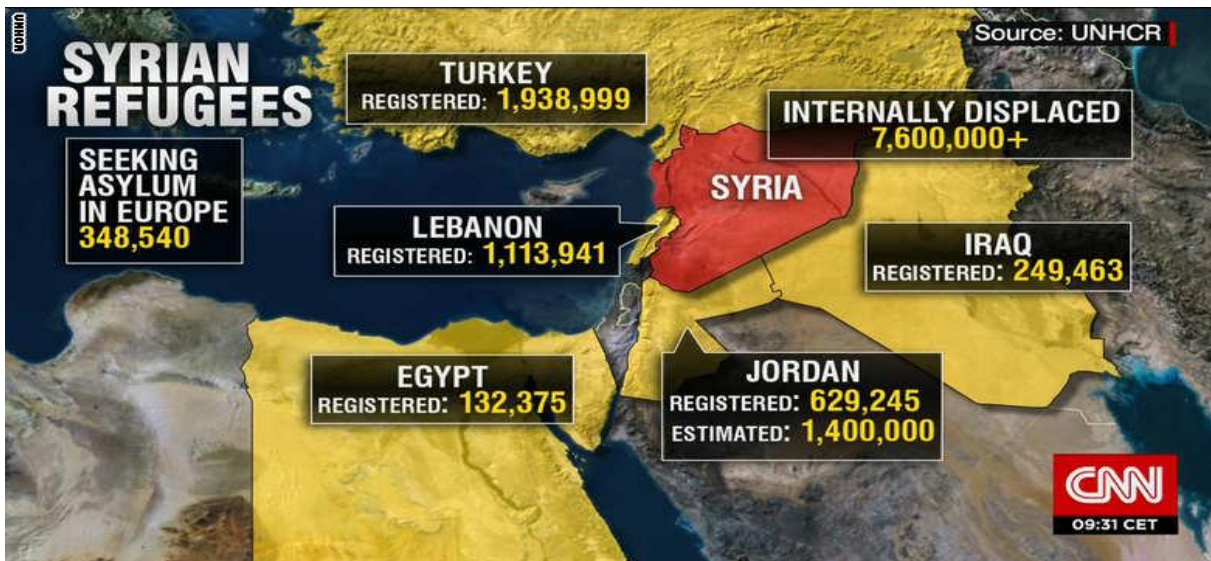 UNHCR
SYRIAN
REFUGEES
Source: UNHCR
TURKEY
REGISTERED: 1,938,999
INTERNALLY DISPLACED
7,600,000+
SEEKING
ASYLUM
IN EUROPE
348,540
SYRIA
LEBANON
REGISTERED: 1,113,941
IRAQ
REGISTERED: 249,463
EGYPT
REGISTERED: 132,375
JORDAN
REGISTERED: 629,245
ESTIMATED: 1,400,000
CNN
09:31 CET